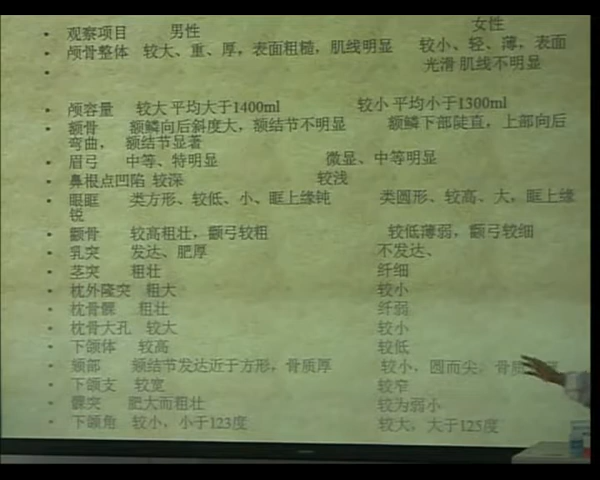 观察项目 男性 女性
颅骨整体 较大、重、厚，表面粗糙，肌线明显 较小、轻、薄，表面
光滑 肌线不明显
颅容量 较大 平均大于1400ml 较小 平均小于1300ml
额骨 额鳞向后斜度大，额结节不明显 额鳞下部陡直，上部向后
弯曲， 额结节显著
眉弓 中等、特明显 微显、中等明显
鼻根点凹陷 较深 较浅
眼眶 类方形、较低、小、眶上缘钝 类圆形、较高、大，眶上缘
锐
颧骨 较高粗壮，颧弓较粗 较低薄弱，颧弓较细
乳突 发达、肥厚 不发达、
茎突 粗壮 纤细
枕外隆突 粗大 较小
枕骨髁 粗壮 纤弱
枕骨大孔 较大 较小
下颌体 较高 较低
颏部 颏结节发达近于方形，骨质厚 较小，圆而尖，骨质
下颌支 较宽 较窄
髁突 肥大而粗壮 较为弱小
下颌角 较小，小于123度 较大，大于125度